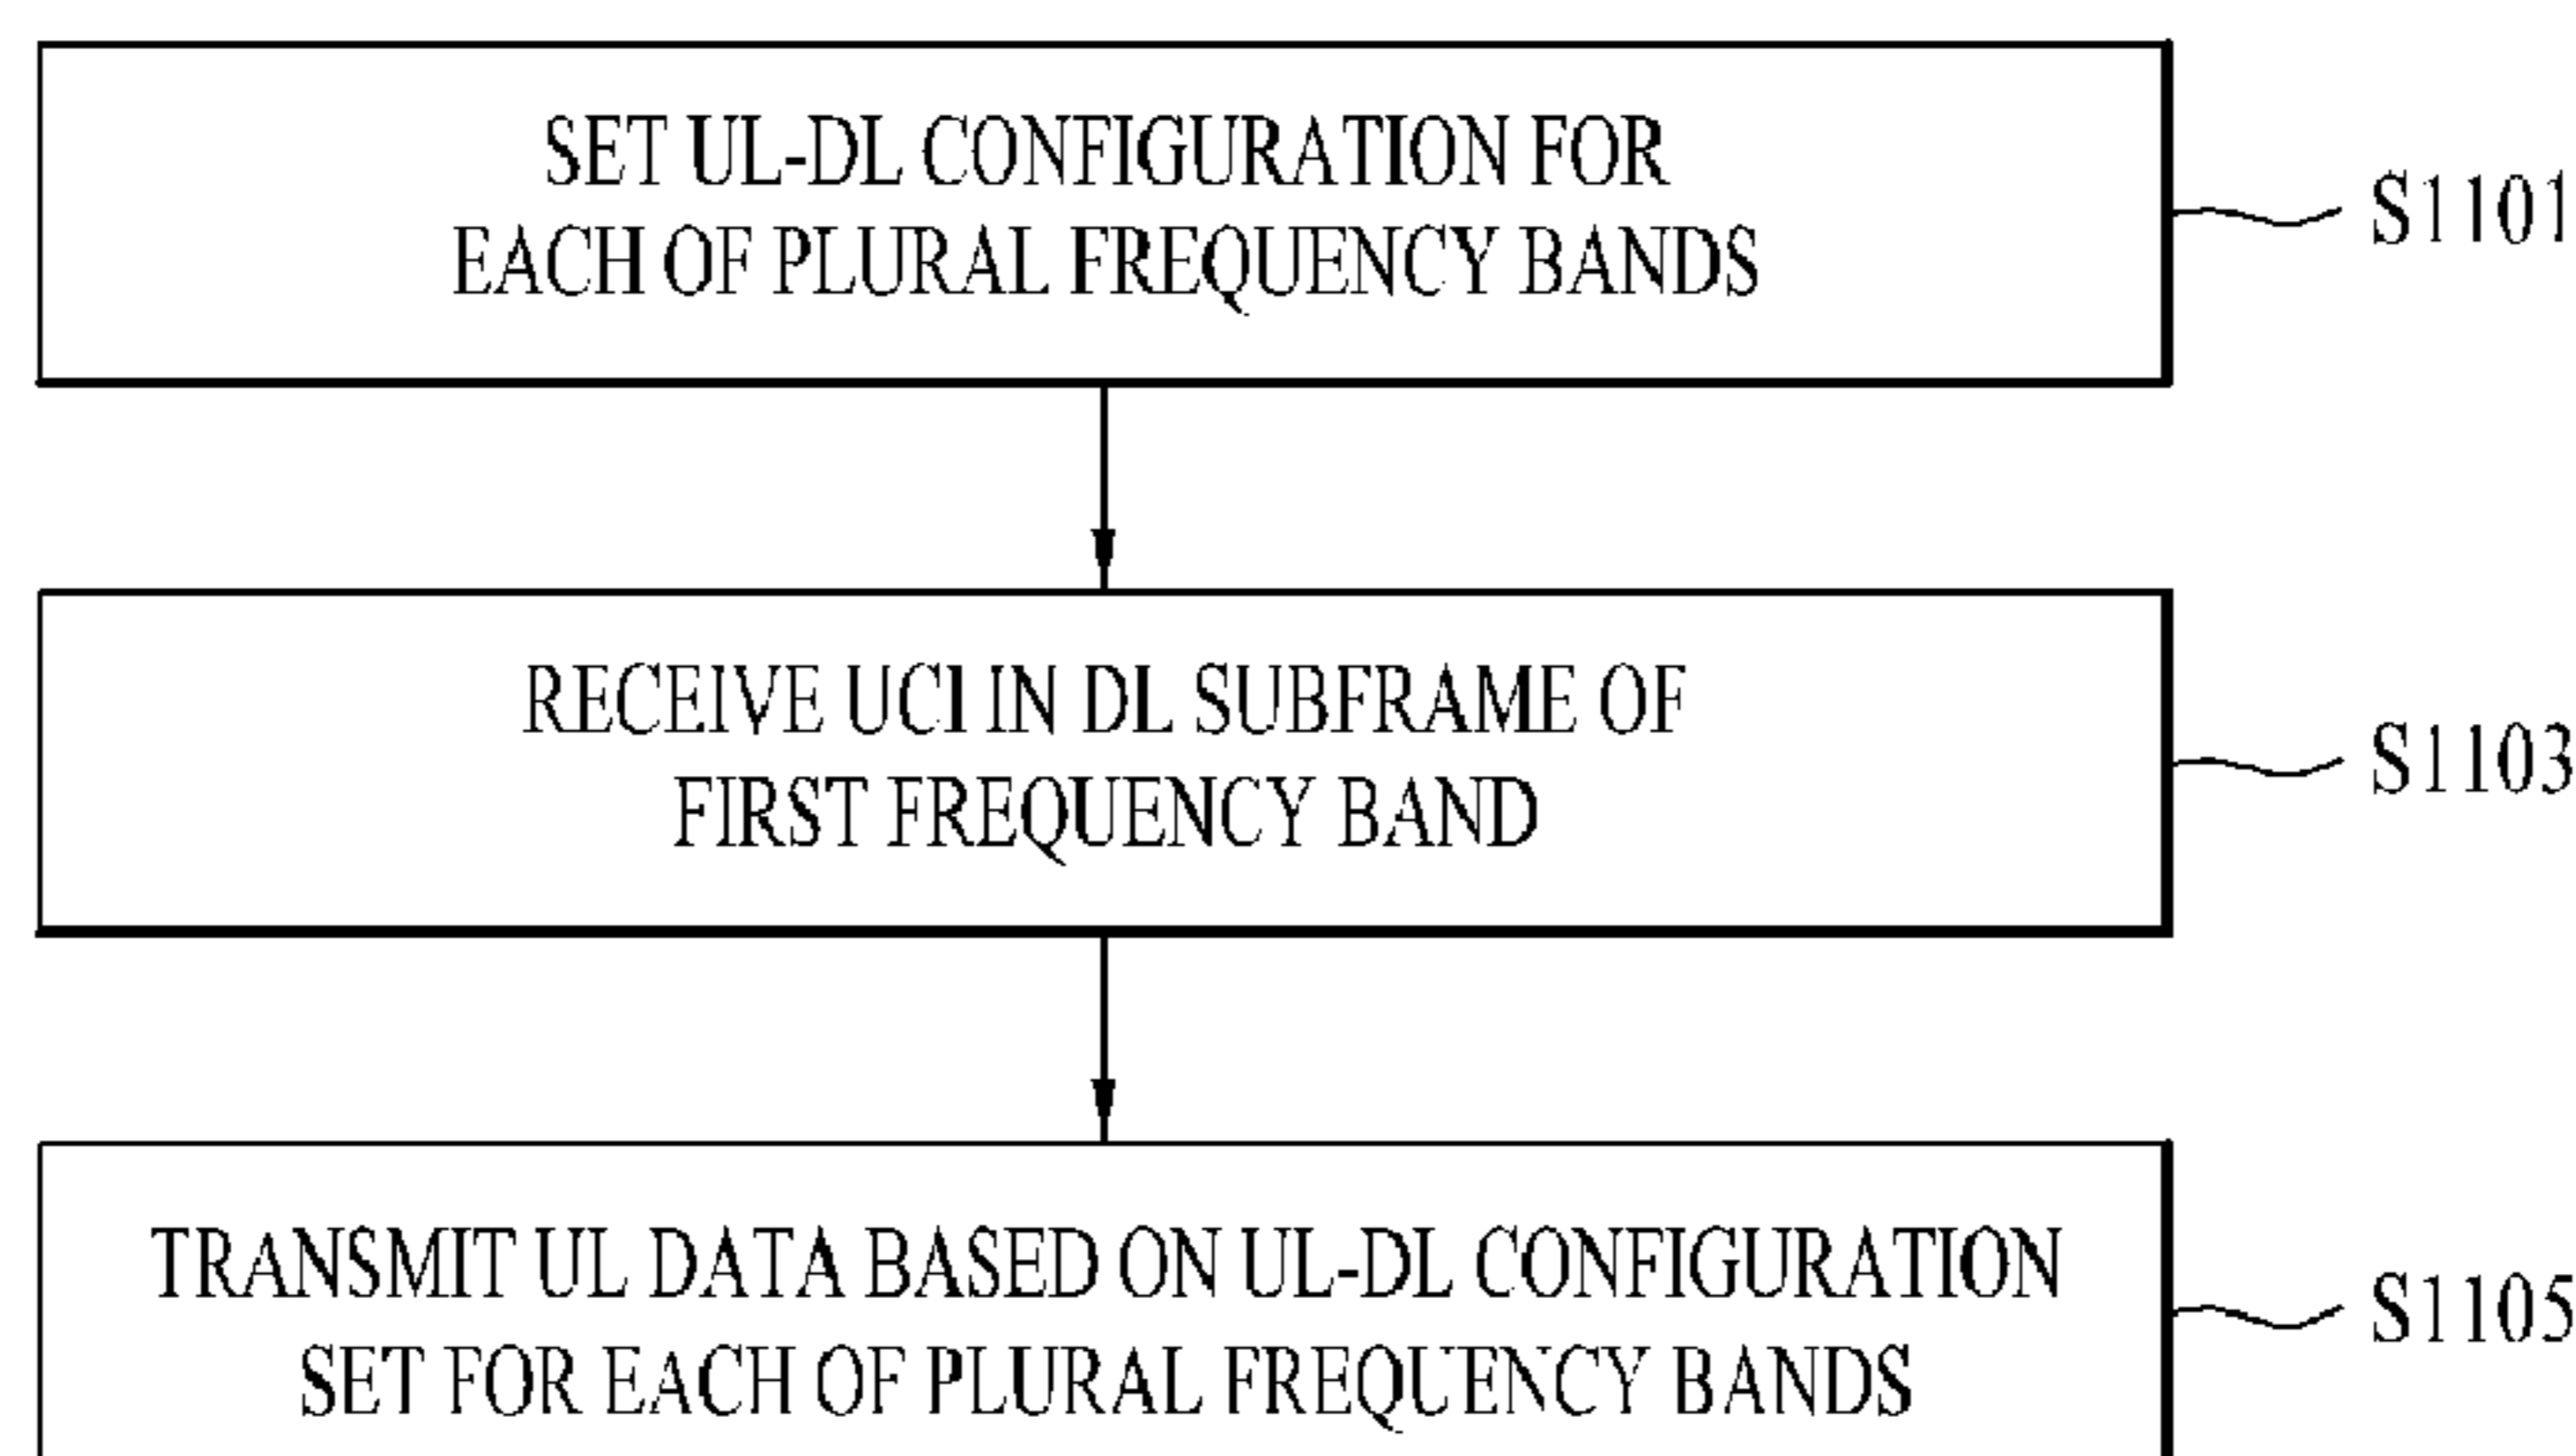 SET UL-DL CONFIGURATION FOR
EACH OF PLURAL FREQUENCY BANDS
S1101
RECEIVE UCI IN DL SUBFRAME OF
FIRST FREQUENCY BAND
S1103
TRANSMIT UL DATA BASED ON UL-DL CONFIGURATION
SET FOR EACH OF PLURAL FREQUENCY BANDS
S1105